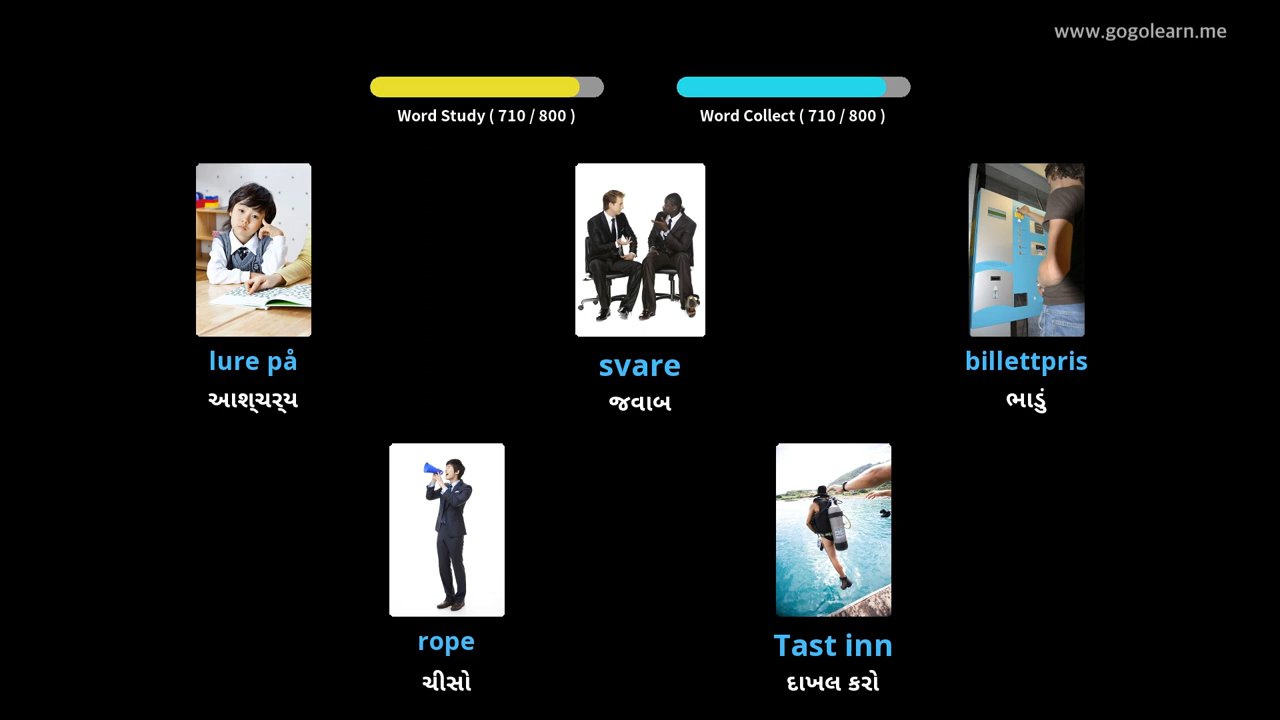 www.gogolearn.me
Word Study ( 710 / 800 )
Word Collect ( 710 / 800 )
lure på
svare
billettpris
આશ્ચર્ય
જવાબ
ભાડું
rope
Tast inn
ચીસો
દાખલ કરો